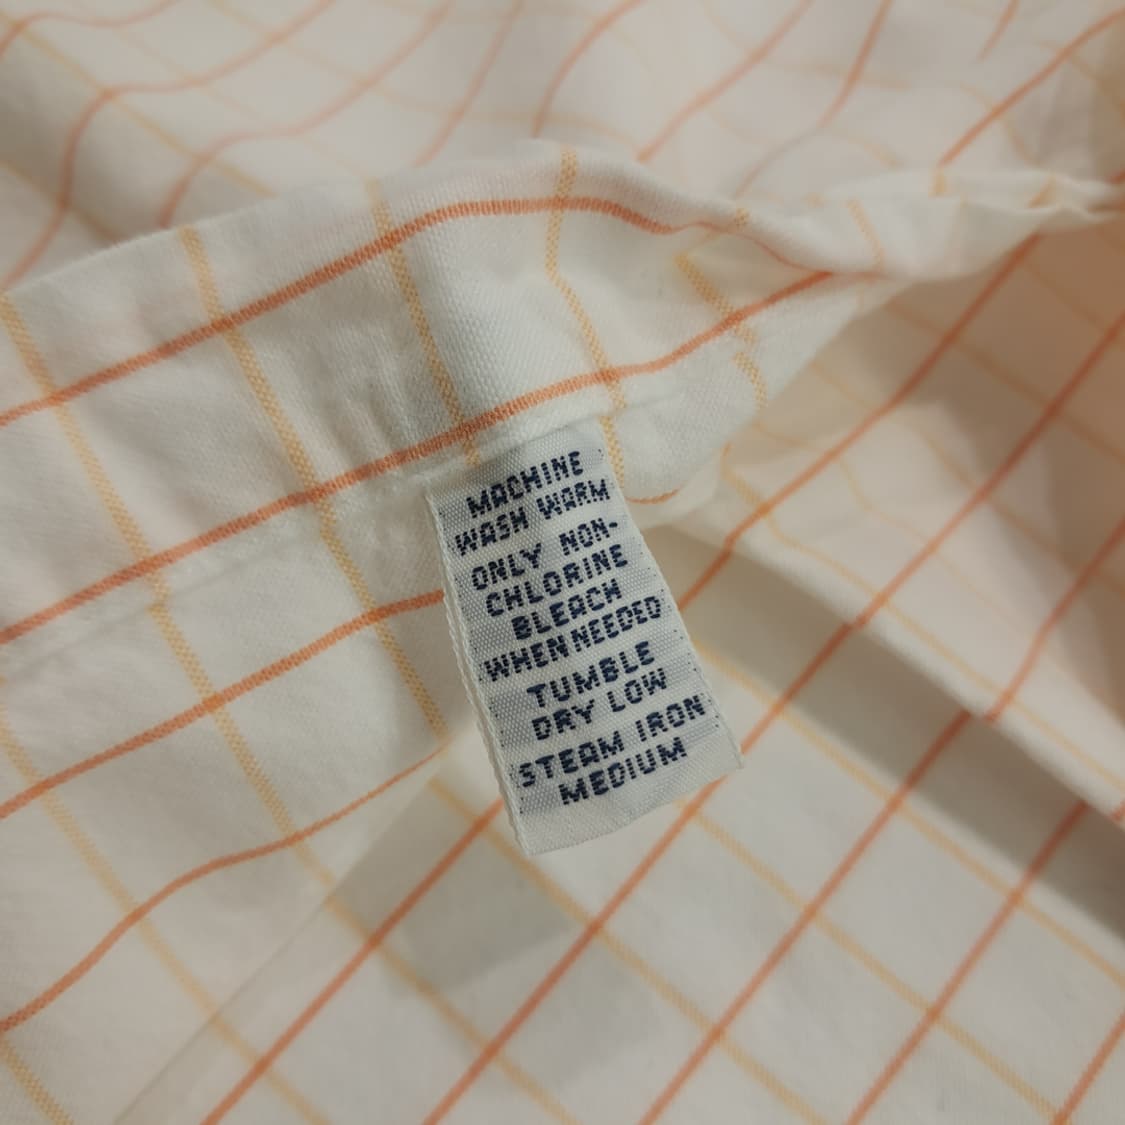 MACHINE
WASH WARM
ONLY NON-
CHLORINE
BLEACH
WHEN NEEDED
TUMBLE
DRY LOW
STEAM IRON
MEDIUM